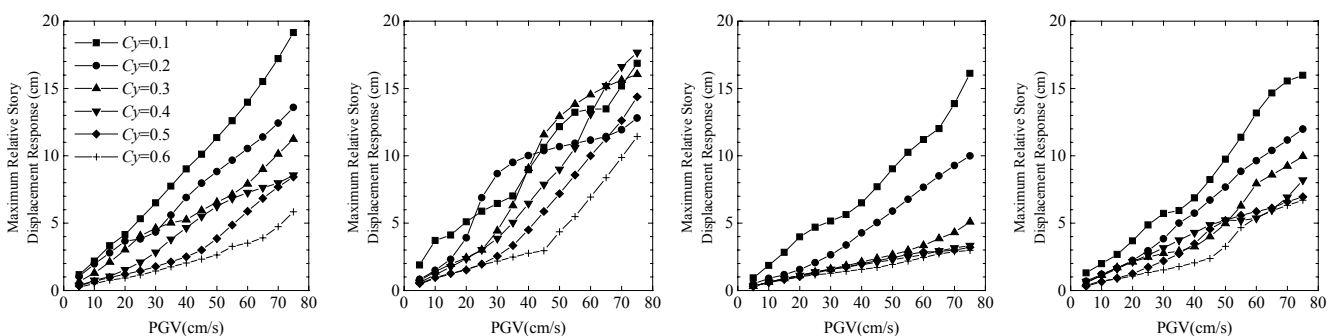 Maximum Relative Story
Displacement Response (cm)
20
15
10
5
0
Cy=0.1
Cy=0.2
Cy=0.3
Cy=0.4
Cy=0.5
Cy=0.6
0 10 20 30 40 50 60 70 80
PGV(cm/s)
Maximum Relative Story
Displacement Response (cm)
20
15
10
5
0
0 10 20 30 40 50 60 70 80
PGV(cm/s)
Maximum Relative Story
Displacement Response (cm)
20
15
10
5
0
0 10 20 30 40 50 60 70 80
PGV(cm/s)
Maximum Relative Story
Displacement Response (cm)
20
15
10
5
0
0 10 20 30 40 50 60 70 80
PGV(cm/s)